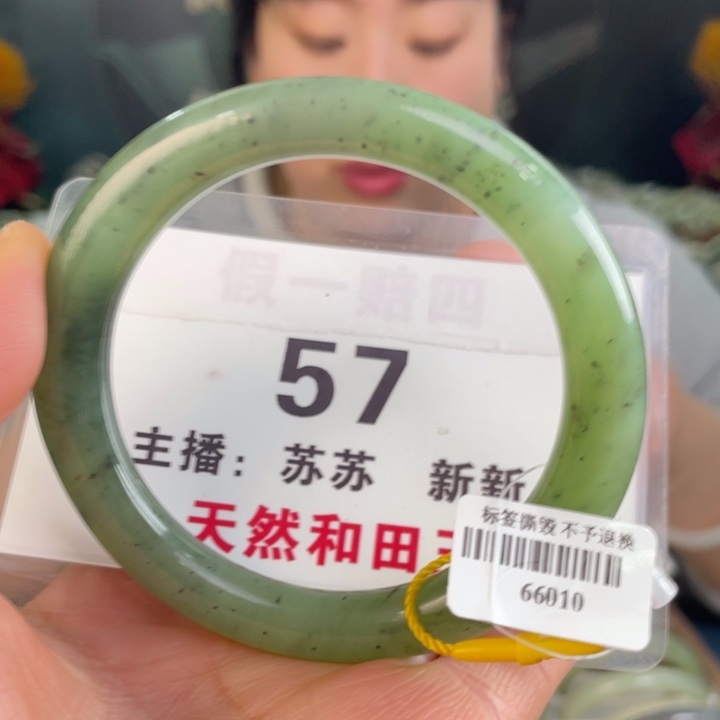 假一赔四
57
主播：苏苏 新新
天然和田
标签撕毁不予退换
66010